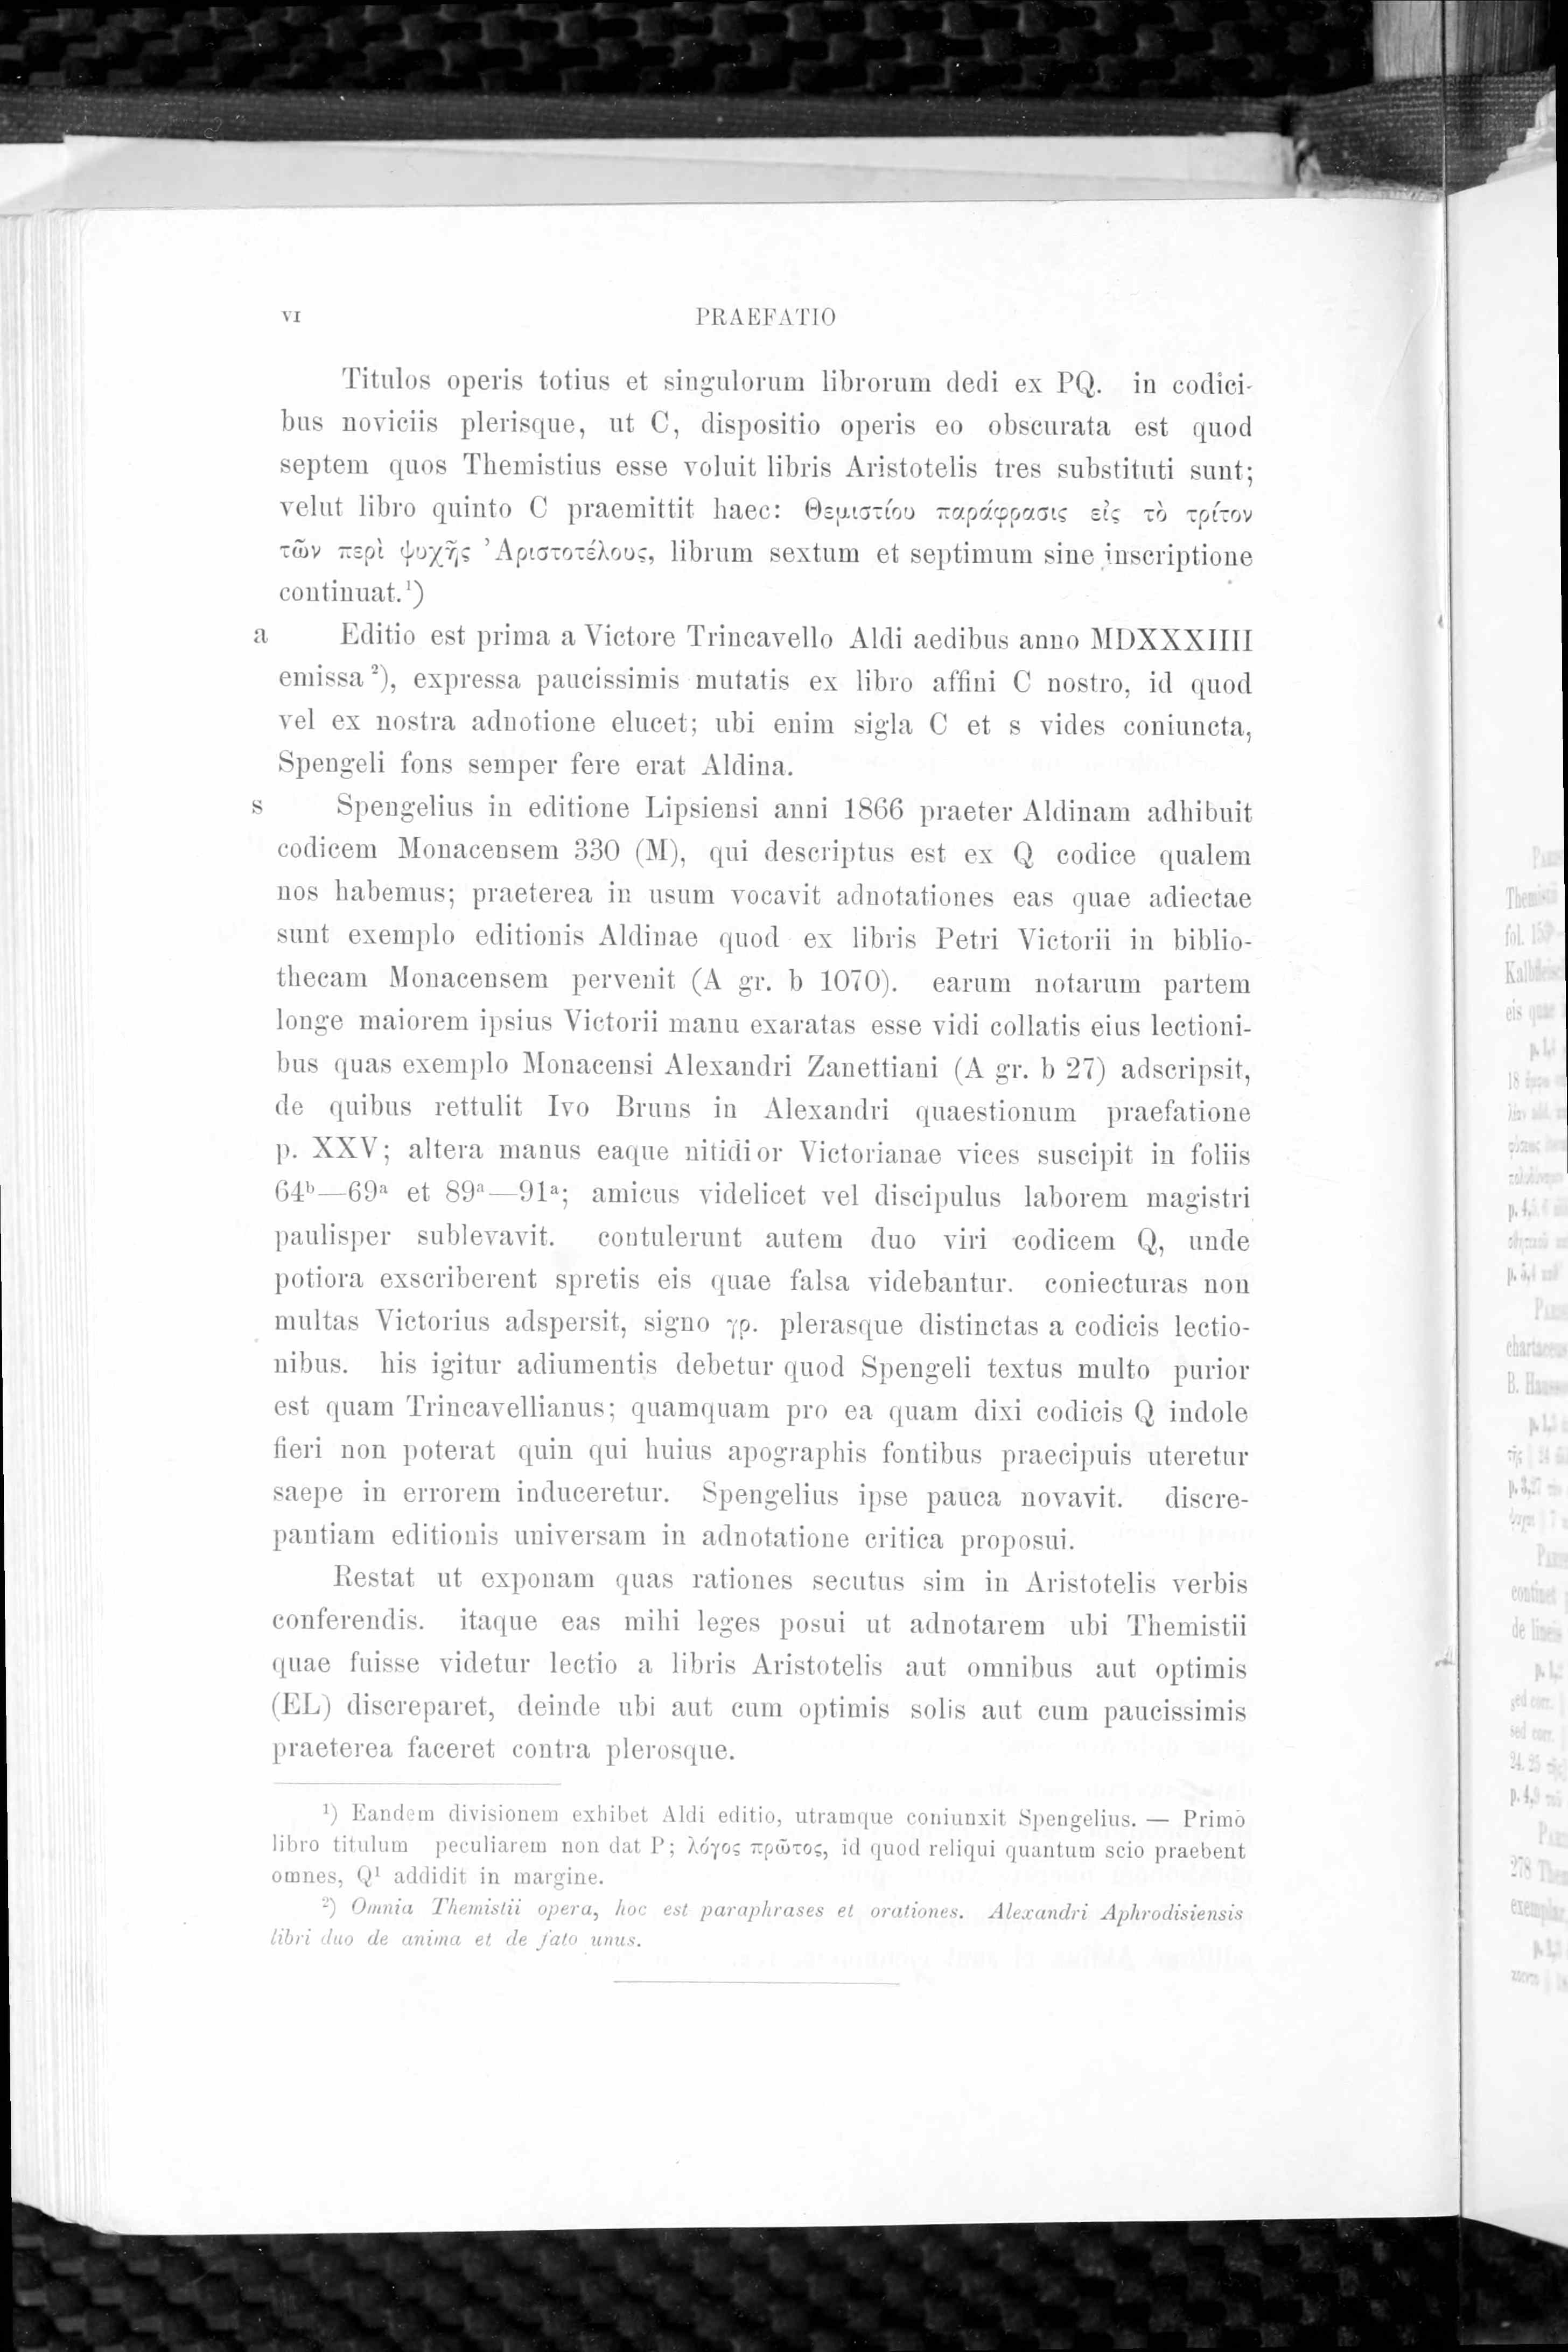 VI PRAEFATIO
Titulos operis totius et singulorum librorum dedi ex PQ. in codici-
bus noviciis plerisque, ut C, dispositio operis eo obscurata est quod
septem quos Themistius esse voluit libris Aristotelis tres substituti sunt;
velut libro quinto C praemittit haec: Θεμιστίου παράφρασις εἰς τὸ τρίτον
τῶν περὶ ψυχῆς Ἀριστοτέλους, librum sextum et septimum sine inscriptione
continuat.¹)
a Editio est prima a Victore Trincavello Aldi aedibus anno MDXXXIIII
emissa²), expressa paucissimis mutatis ex libro affini C nostro, id quod
vel ex nostra adnotione elucet; ubi enim sigla C et s vides coniuncta,
Spengeli fons semper fere erat Aldina.
s Spengelius in editione Lipsiensi anni 1866 praeter Aldinam adhibuit
codicem Monacensem 330 (M), qui descriptus est ex Q codice qualem
nos habemus; praeterea in usum vocavit adnotationes eas quae adiectae
sunt exemplo editionis Aldinae quod ex libris Petri Victorii in biblio-
thecam Monacensem pervenit (A gr. b 1070). earum notarum partem
longe maiorem ipsius Victorii manu exaratas esse vidi collatis eius lectioni-
bus quas exemplo Monacensi Alexandri Zanettiani (A gr. b 27) adscripsit,
de quibus rettulit Ivo Bruns in Alexandri quaestionum praefatione
p. XXV; altera manus eaque nitidior Victorianae vices suscipit in foliis
64ᵇ—69ᵃ et 89ᵃ—91ᵃ; amicus videlicet vel discipulus laborem magistri
paulisper sublevavit. contulerunt autem duo viri codicem Q, unde
potiora exscriberent spretis eis quae falsa videbantur. coniecturas non
multas Victorius adspersit, signo γρ. plerasque distinctas a codicis lectio-
nibus. his igitur adiumentis debetur quod Spengeli textus multo purior
est quam Trincavellianus; quamquam pro ea quam dixi codicis Q indole
fieri non poterat quin qui huius apographis fontibus praecipuis uteretur
saepe in errorem induceretur. Spengelius ipse pauca novavit. discre-
pantiam editionis universam in adnotatione critica proposui.
Restat ut exponam quas rationes secutus sim in Aristotelis verbis
conferendis. itaque eas mihi leges posui ut adnotarem ubi Themistii
quae fuisse videtur lectio a libris Aristotelis aut omnibus aut optimis
(EL) discreparet, deinde ubi aut cum optimis solis aut cum paucissimis
praeterea faceret contra plerosque.
¹) Eandem divisionem exhibet Aldi editio, utramque coniunxit Spengelius. — Primo
libro titulum peculiarem non dat P; λόγος πρῶτος, id quod reliqui quantum scio praebent
omnes, Q¹ addidit in margine.
²) Omnia Themistii opera, hoc est paraphrases et orationes. Alexandri Aphrodisiensis
libri duo de anima et de fato unus.